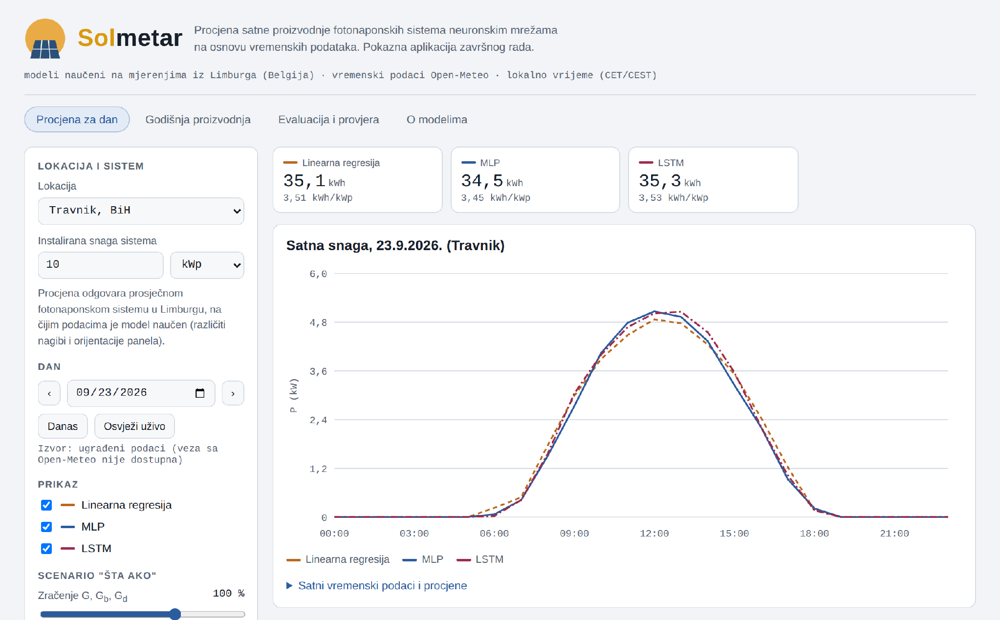 Solmetar
Procjena satne proizvodnje fotonaponskih sistema neuronskim mrežama
na osnovu vremenskih podataka. Pokazna aplikacija završnog rada.
modeli naučeni na mjerenjima iz Limburga (Belgija) · vremenski podaci Open-Meteo · lokalno vrijeme (CET/CEST)
Procjena za dan
Godišnja proizvodnja
Evaluacija i provjera
O modelima
LOKACIJA I SISTEM
Lokacija
Travnik, BiH
Instalirana snaga sistema
10
kWp
Procjena odgovara prosječnom
fotonaponskom sistemu u Limburgu, na
čijim podacima je model naučen (različiti
nagibi i orijentacije panela).
DAN
‹
09/23/2026
›
Danas
Osvježi uživo
Izvor: ugrađeni podaci (veza sa
Open-Meteo nije dostupna)
PRIKAZ
Linearna regresija
MLP
LSTM
SCENARIO "ŠTA AKO"
Zračenje G, Gb, Gd
100 %
Linearna regresija
35,1 kWh
3,51 kWh/kWp
MLP
34,5 kWh
3,45 kWh/kWp
LSTM
35,3 kWh
3,53 kWh/kWp
Satna snaga, 23.9.2026. (Travnik)
P (kW)
6,0
4,8
3,6
2,4
1,2
0
00:00
03:00
06:00
09:00
12:00
15:00
18:00
21:00
Linearna regresija
MLP
LSTM
Satni vremenski podaci i procjene